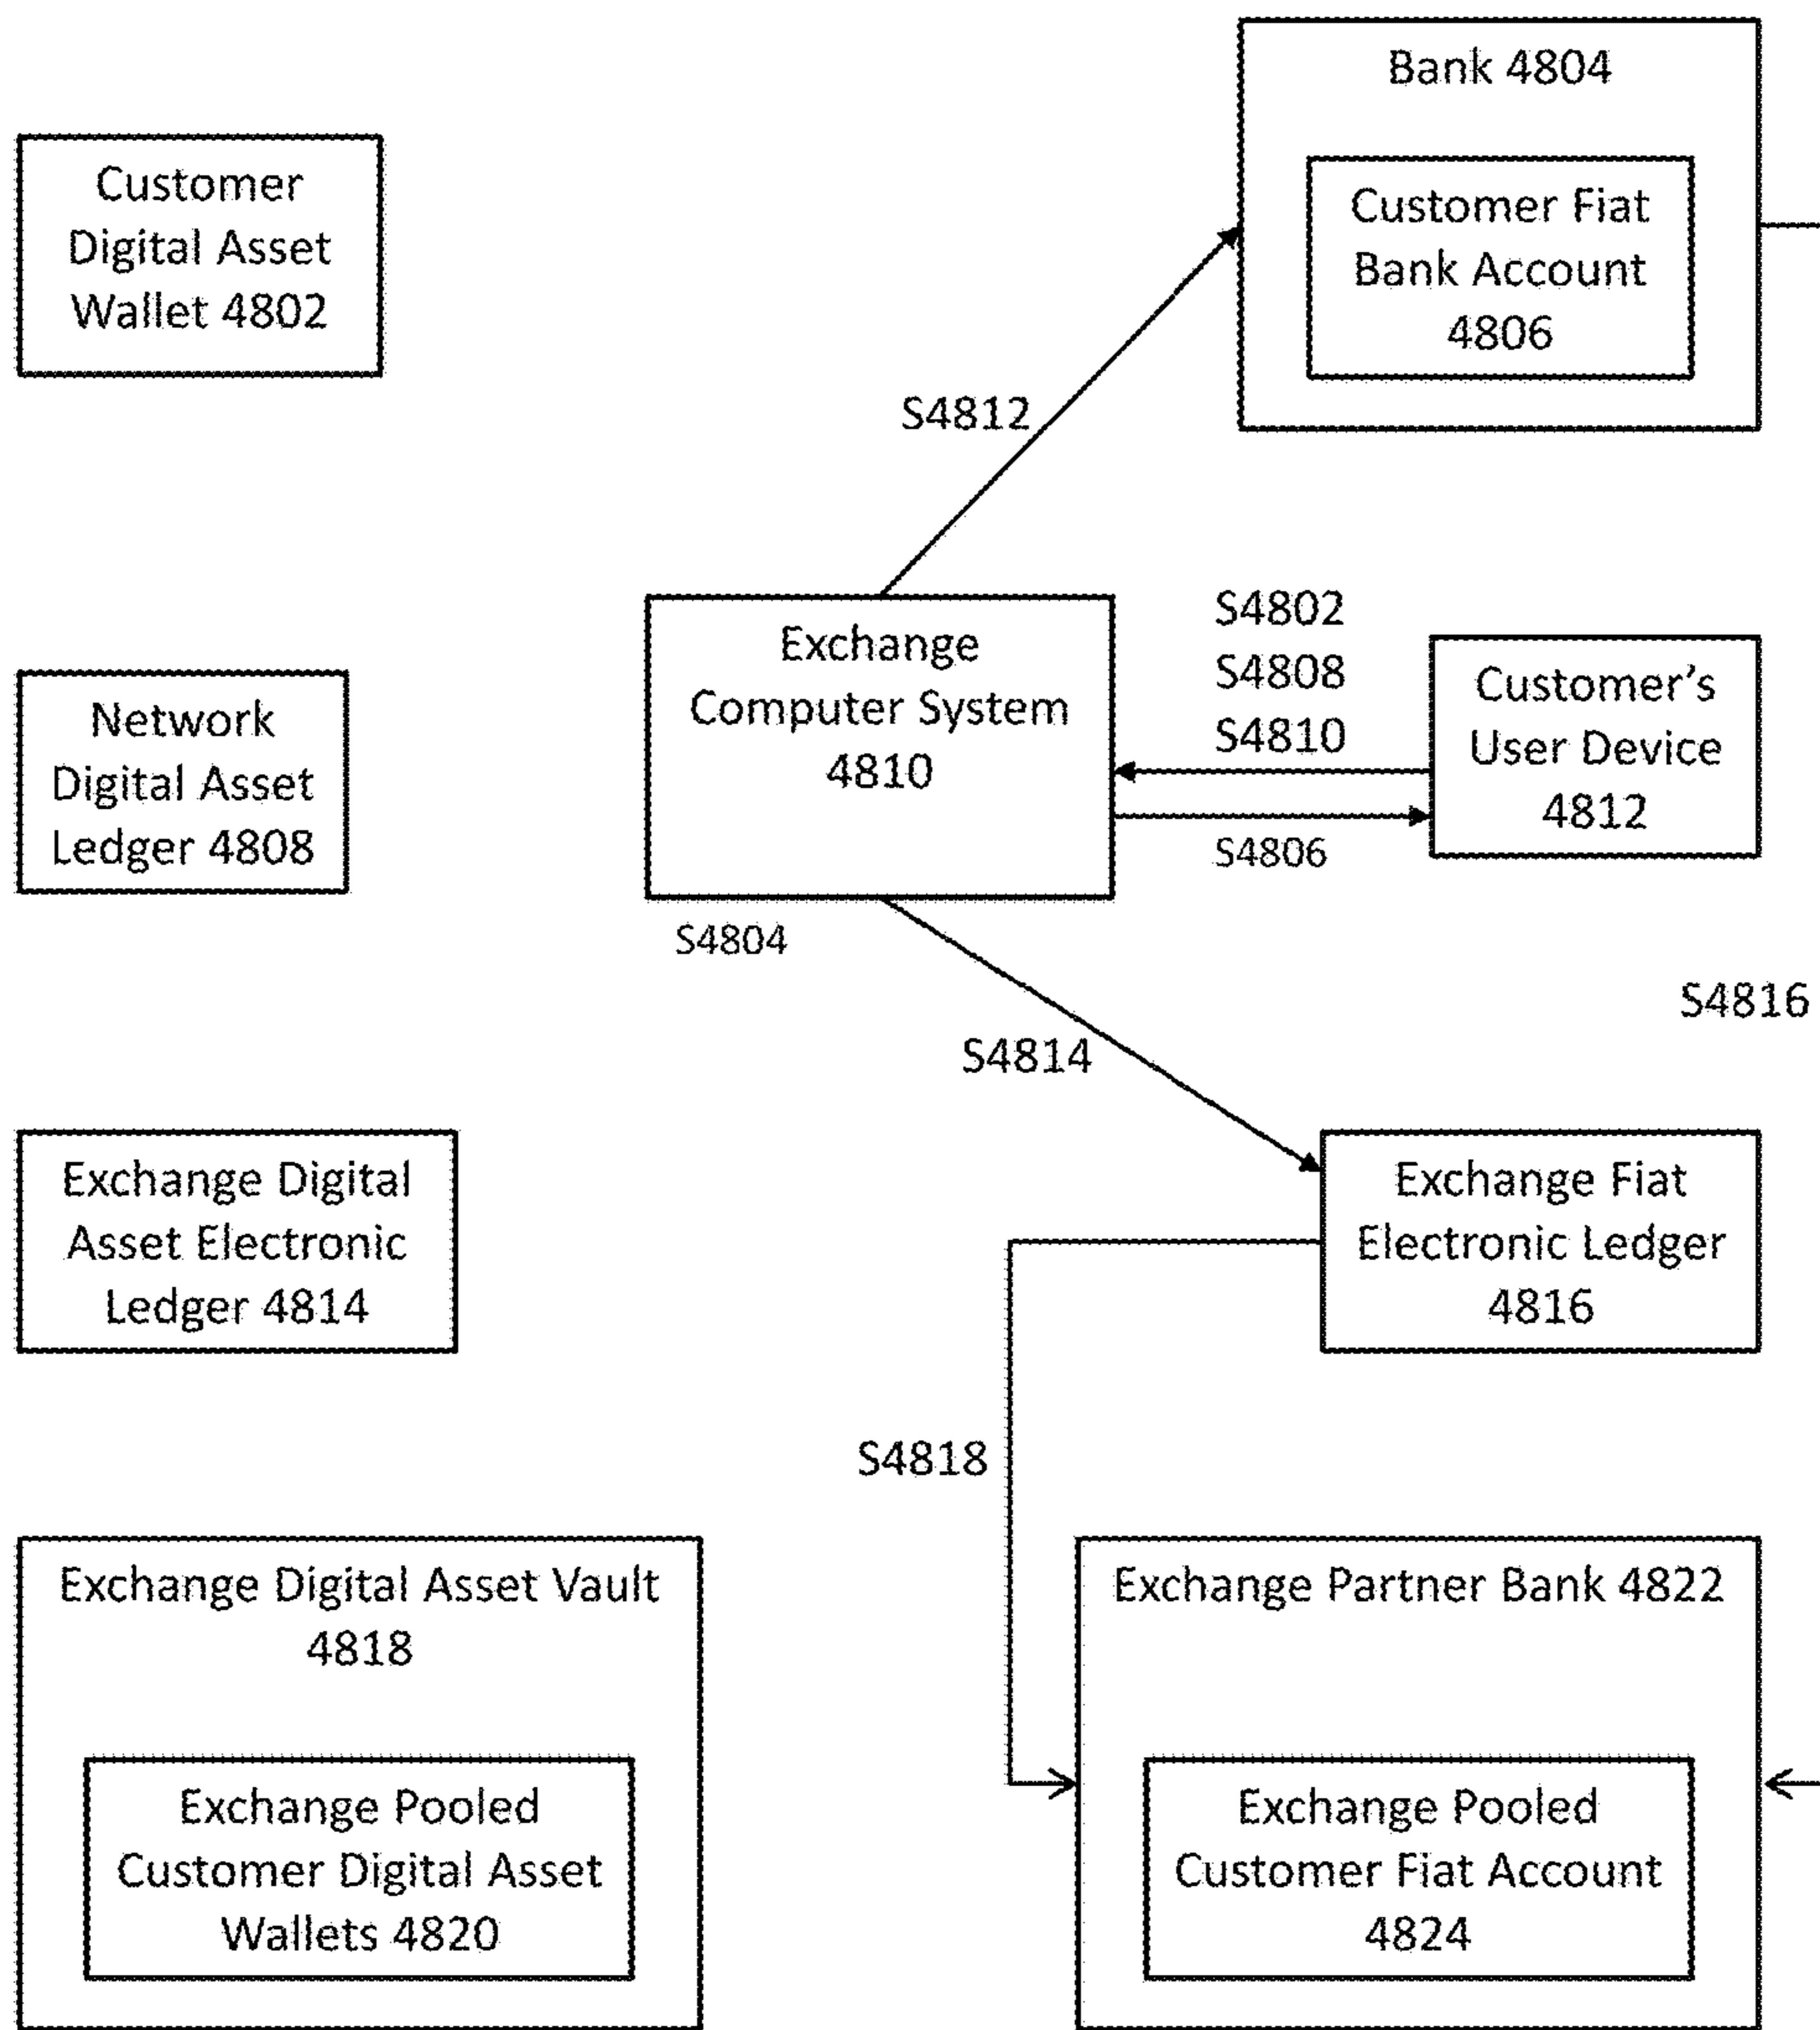 Bank 4804
Customer
Digital Asset
Wallet 4802
Customer Fiat
Bank Account
4806
S4812
Exchange
Computer System
4810
S4802
S4808
S4810
S4806
Customer's
User Device
4812
Network
Digital Asset
Ledger 4808
S4804
S4816
S4814
Exchange Digital
Asset Electronic
Ledger 4814
Exchange Fiat
Electronic Ledger
4816
S4818
Exchange Digital Asset Vault
4818
Exchange Pooled
Customer Digital Asset
Wallets 4820
Exchange Partner Bank 4822
Exchange Pooled
Customer Fiat Account
4824